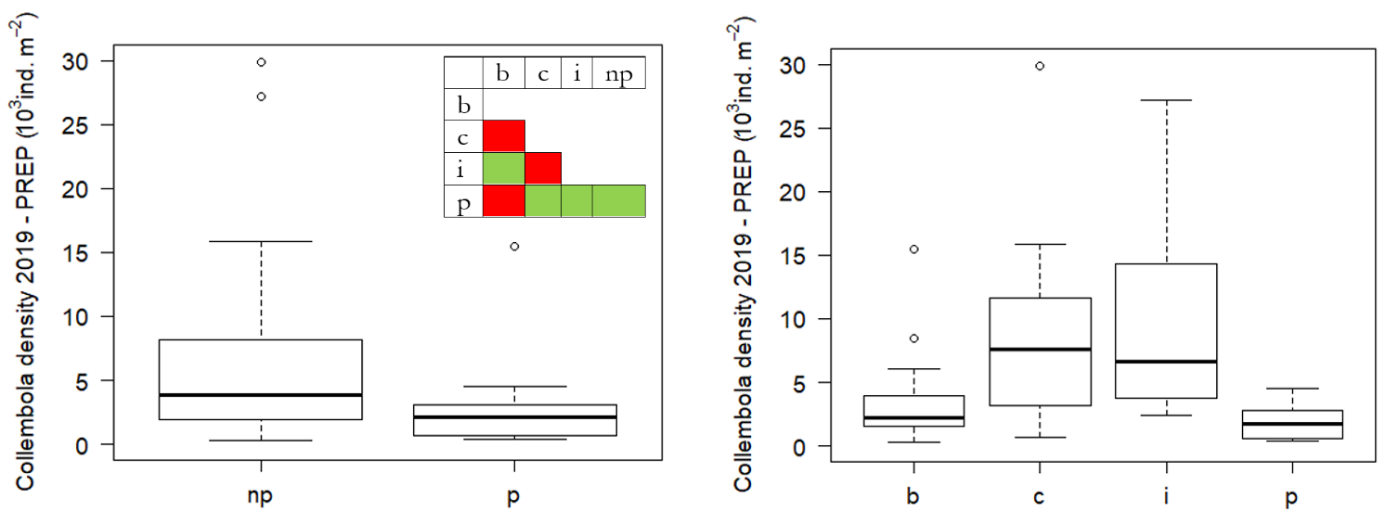 Collembola density 2019 - PREP (10³ind. m⁻²)
30
25
20
15
10
5
0
b c i np
b
c
i
p
np p
Collembola density 2019 - PREP (10³ind. m⁻²)
30
25
20
15
10
5
0
b c i p